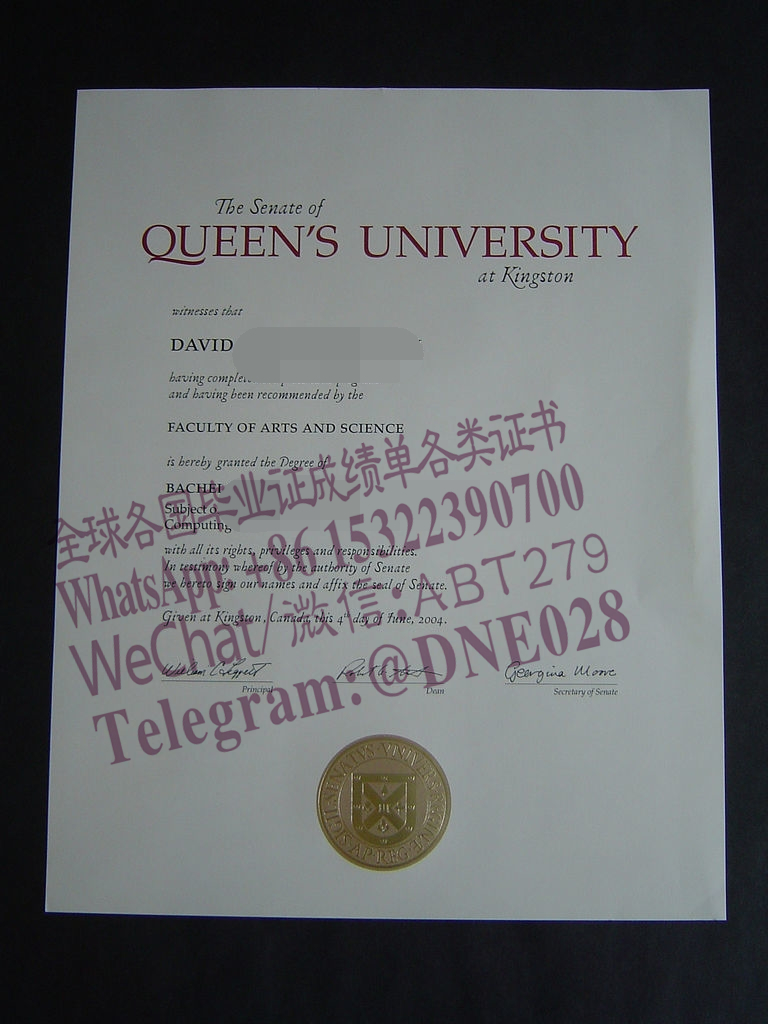 The Senate of
QUEEN'S UNIVERSITY
at Kingston
witnesses that
DAVID
having
and having been recommended by the
FACULTY OF ARTS AND SCIENCE
is hereby granted the Degree of
Subject
Computing
with all its rights, privileges and responsibilities.
In testimony whereof by the authority of Senate
we hereto sign our names and affix the seal of Senate.
Given at Kingston, Canada, this 4th day of June, 2004.
Georgina Moore
Principal
Dean
Secretary of Senate
全球各国毕业证成绩单各类证书
WhatsApp: +86 15322390700
WeChat/微信:ABT279
Telegram:@DNE028